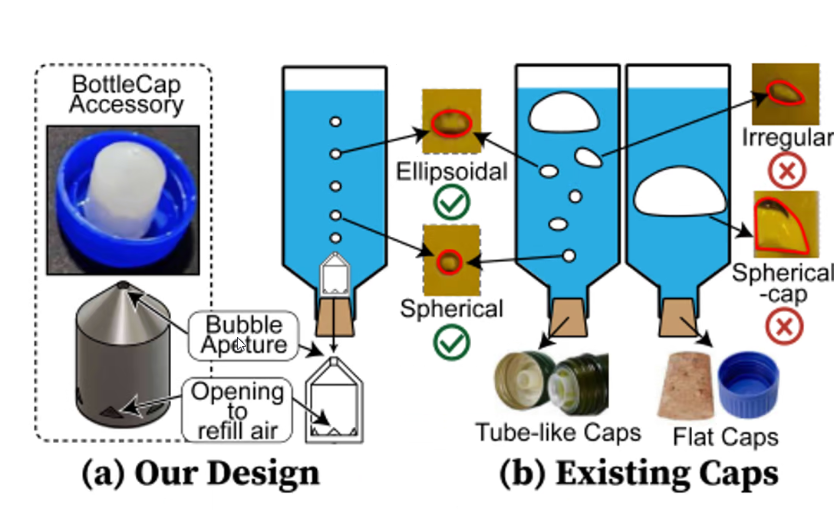 BottleCap
Accessory
Bubble
Apeture
Opening
to
refill air
Ellipsoidal
Spherical
Irregular
Spherical
-cap
Tube-like Caps
Flat Caps
(a) Our Design
(b) Existing Caps